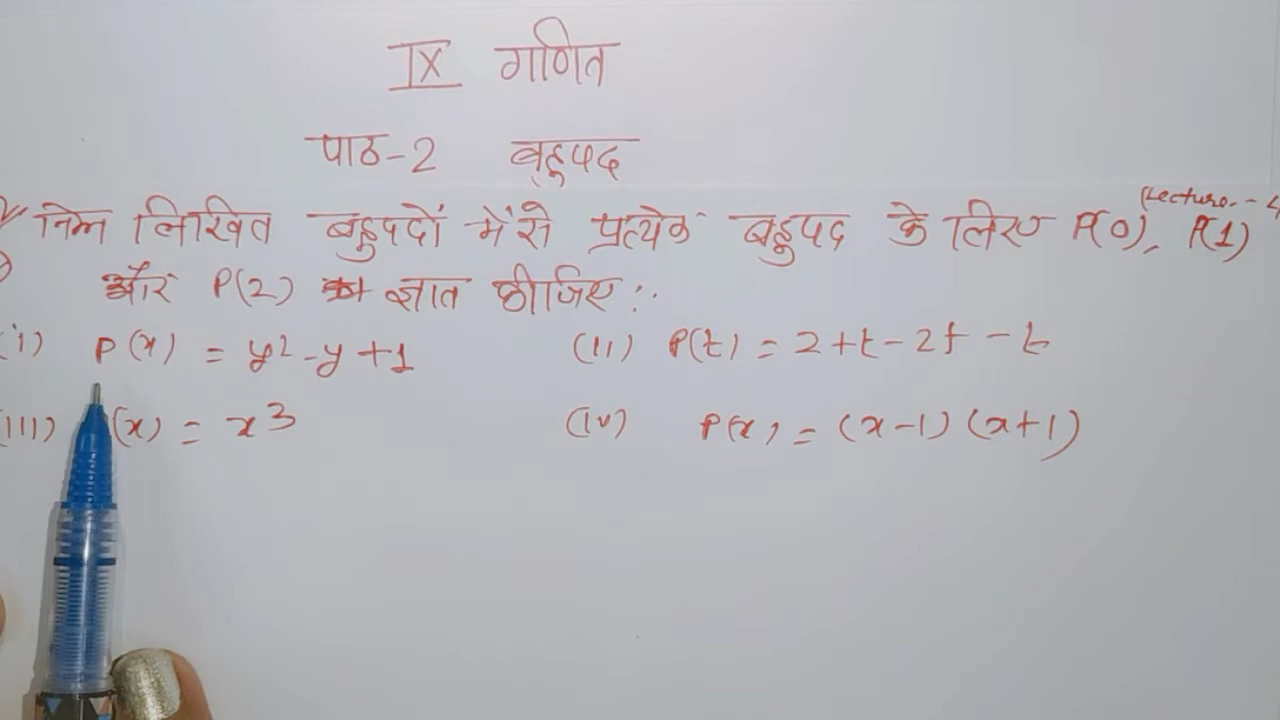 IX गणित
पाठ-2 बहुपद
(Lecture. - 4
निम्न लिखित बहुपदों में से प्रत्येक बहुपद के लिए P(0), P(1)
और P(2) ज्ञात कीजिए:.
(i) P(x) = y² - y + 1 (ii) P(t) = 2 + t - 2t - t
(iii) (x) = x³ (iv) P(x) = (x-1) (x+1)